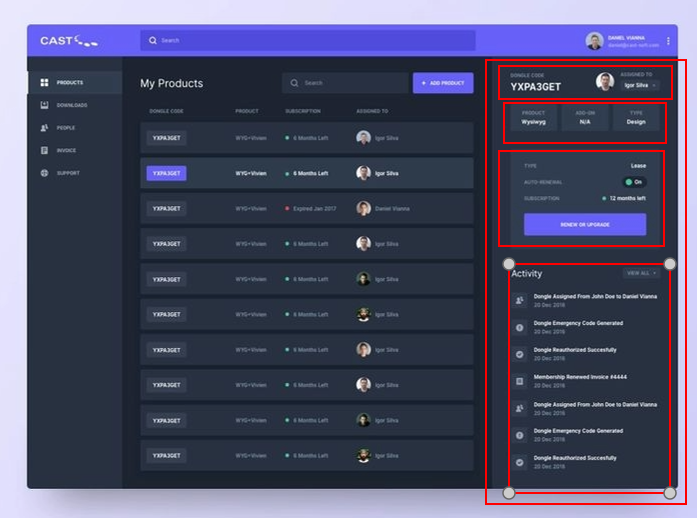 CAST
Search
DANIEL VIANNA
daniel@cast-soft.com
PRODUCTS
DOWNLOADS
PEOPLE
INVOICE
SUPPORT
My Products
Search
+ ADD PRODUCT
DONGLE CODE PRODUCT SUBSCRIPTION ASSIGNED TO
YXPA3GET WYG+Vivien 6 Months Left Igor Silva
YXPA3GET WYG+Vivien 6 Months Left Igor Silva
YXPA3GET WYG+Vivien Expired Jan 2017 Daniel Vianna
YXPA3GET WYG+Vivien 6 Months Left Igor Silva
YXPA3GET WYG+Vivien 6 Months Left Igor Silva
YXPA3GET WYG+Vivien 6 Months Left Igor Silva
YXPA3GET WYG+Vivien 6 Months Left Igor Silva
YXPA3GET WYG+Vivien 6 Months Left Igor Silva
YXPA3GET WYG+Vivien 6 Months Left Igor Silva
YXPA3GET WYG+Vivien 6 Months Left Igor Silva
DONGLE CODE
YXPA3GET
ASSIGNED TO
Igor Silva
PRODUCT ADD-ON TYPE
Wysiwyg N/A Design
TYPE Lease
AUTO-RENEWAL On
SUBSCRIPTION 12 months left
RENEW OR UPGRADE
Activity VIEW ALL
Dongle Assigned From John Doe to Daniel Vianna
20 Dec 2016
Dongle Emergency Code Generated
20 Dec 2016
Dongle Reauthorized Succesfully
20 Dec 2016
Membership Renewed Invoice #4444
20 Dec 2016
Dongle Assigned From John Doe to Daniel Vianna
20 Dec 2016
Dongle Emergency Code Generated
20 Dec 2016
Dongle Reauthorized Succesfully
20 Dec 2016